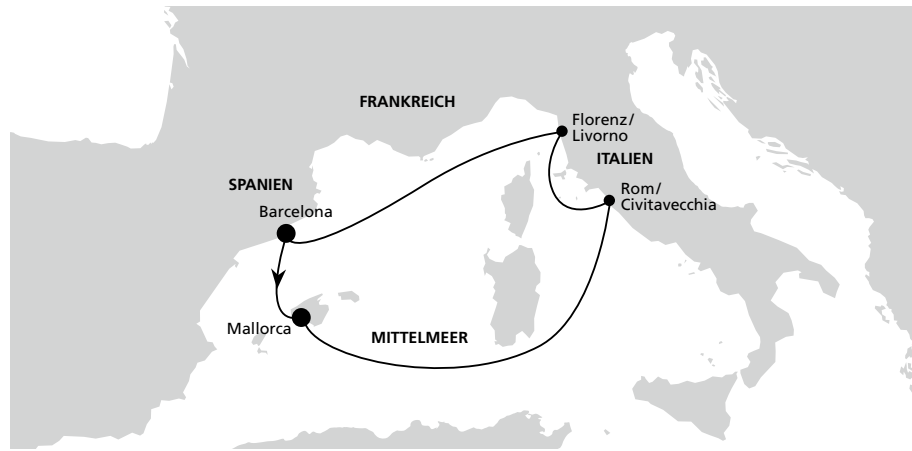 FRANKREICH
Florenz/
Livorno
ITALIEN
SPANIEN
Rom/
Civitavecchia
Barcelona
Mallorca
MITTELMEER